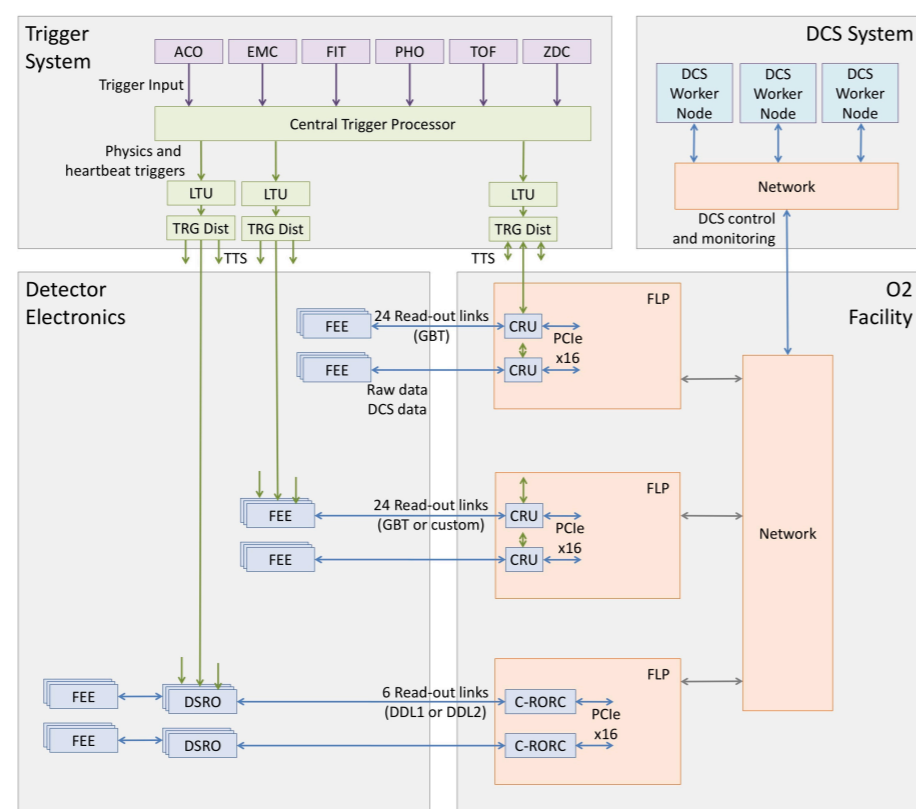 Trigger
System
ACO
EMC
FIT
PHO
TOF
ZDC
Trigger Input
Central Trigger Processor
Physics and
heartbeat triggers
LTU
LTU
LTU
TRG Dist
TRG Dist
TRG Dist
TTS
TTS
DCS System
DCS
Worker
Node
DCS
Worker
Node
DCS
Worker
Node
Network
DCS control
and monitoring
Detector
Electronics
O2
Facility
FLP
24 Read-out links
(GBT)
FEE
CRU
PCIe
x16
FEE
CRU
Raw data
DCS data
FLP
24 Read-out links
(GBT or custom)
FEE
CRU
PCIe
x16
FEE
CRU
Network
FLP
6 Read-out links
(DDL1 or DDL2)
FEE
DSRO
C-RORC
PCIe
x16
FEE
DSRO
C-RORC